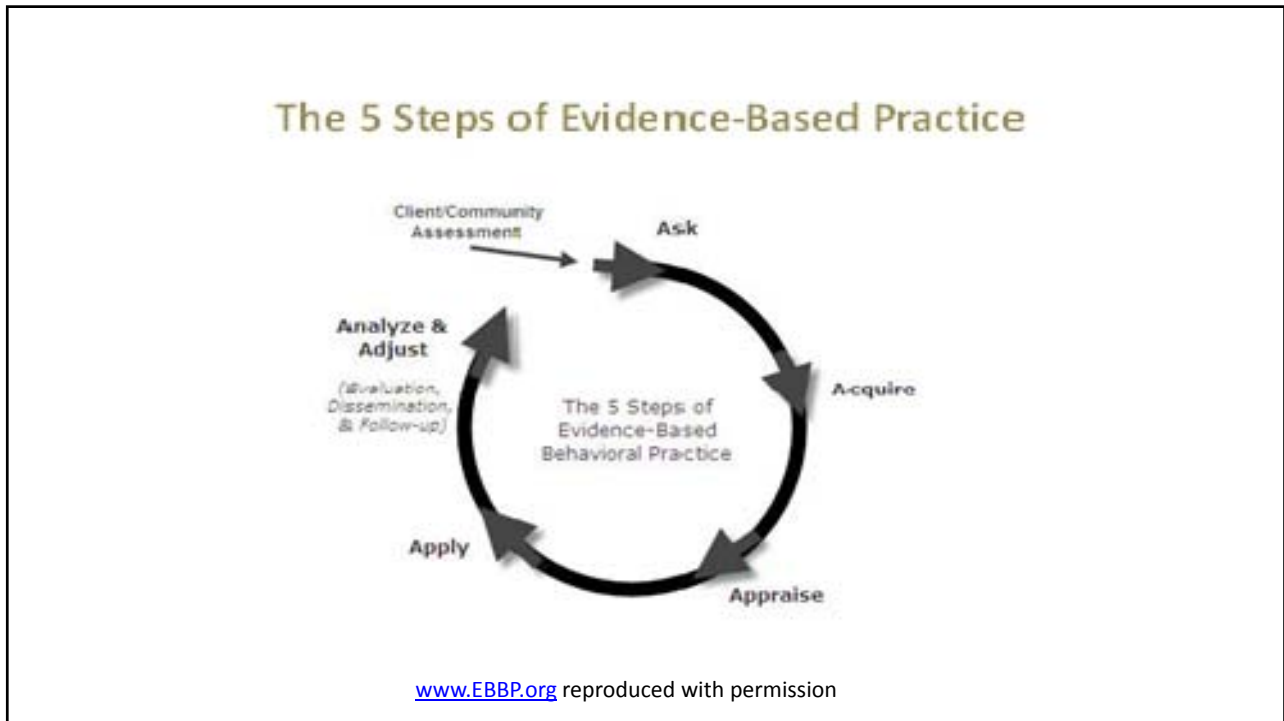 The 5 Steps of Evidence-Based Practice
Client/Community
Assessment
Ask
Acquire
Appraise
Apply
Analyze &
Adjust
(Evaluation,
Dissemination,
& Follow-up)
The 5 Steps of
Evidence-Based
Behavioral Practice
www.EBBP.org reproduced with permission